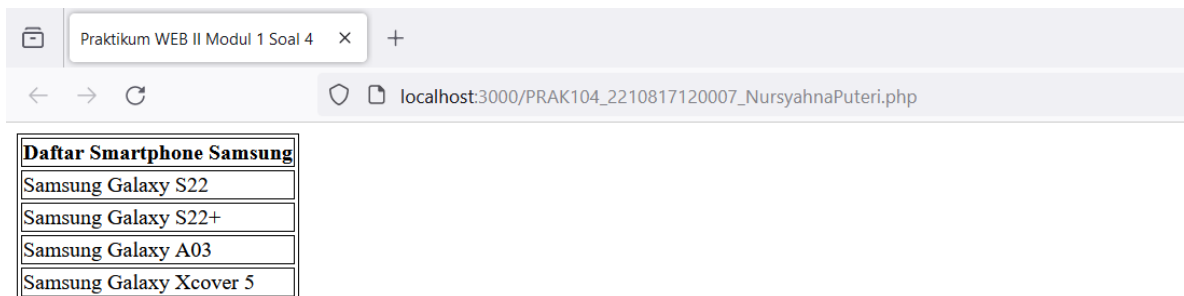 Praktikum WEB II Modul 1 Soal 4
localhost:3000/PRAK104_2210817120007_NursyahnaPuteri.php
Daftar Smartphone Samsung
Samsung Galaxy S22
Samsung Galaxy S22+
Samsung Galaxy A03
Samsung Galaxy Xcover 5